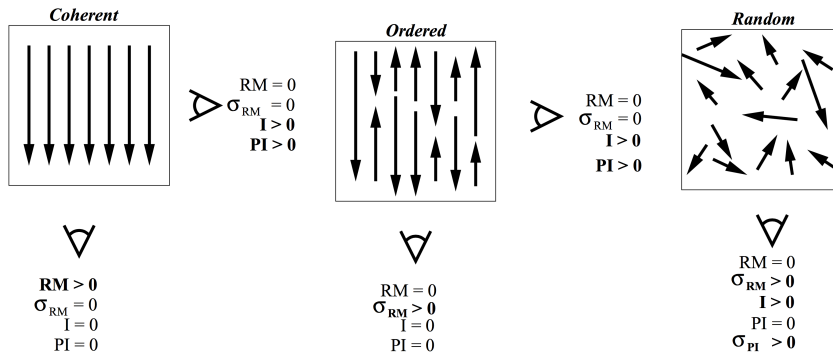 Coherent
Ordered
Random
RM = 0
σRM = 0
I > 0
PI > 0
RM = 0
σRM = 0
I > 0
PI > 0
RM > 0
σRM = 0
I = 0
PI = 0
RM = 0
σRM > 0
I = 0
PI = 0
RM = 0
σRM > 0
I > 0
PI = 0
σPI > 0